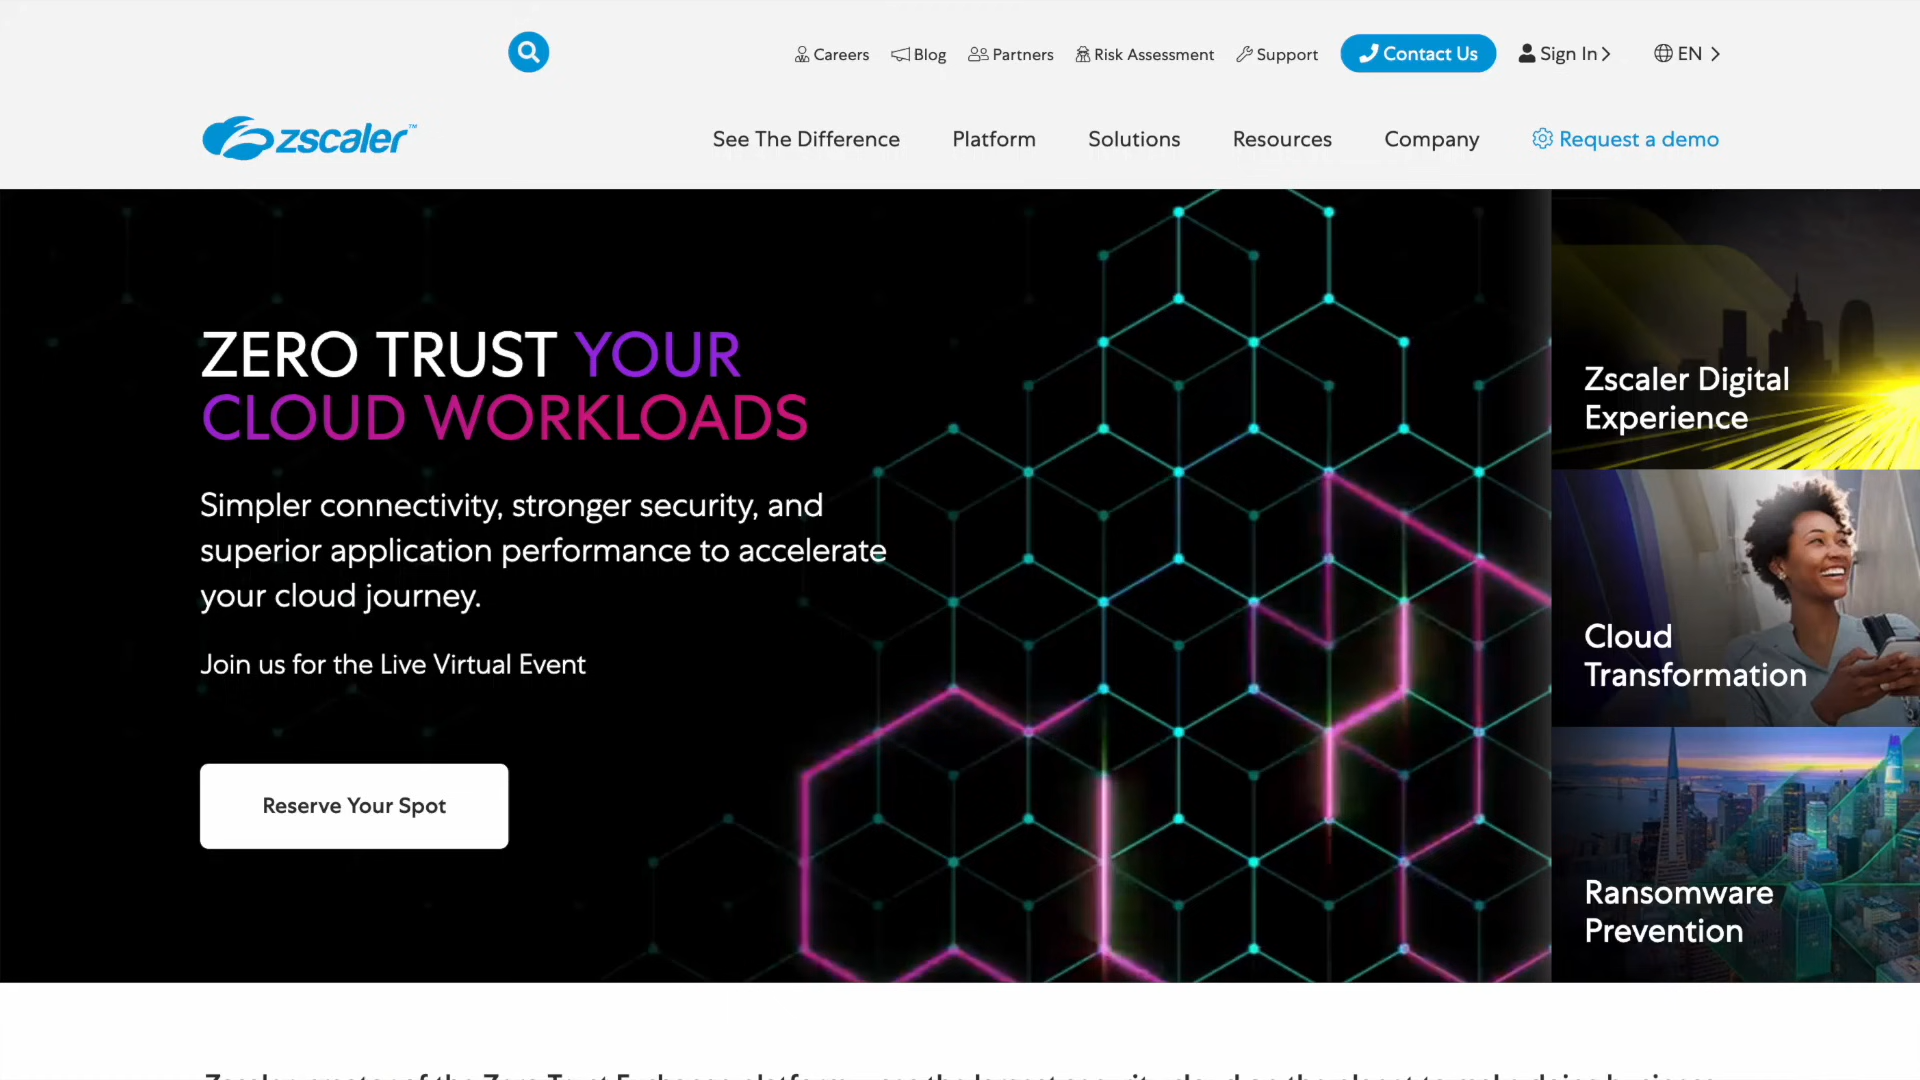 Careers
Blog
Partners
Risk Assessment
Support
Contact Us
Sign In
EN
zscaler™
See The Difference
Platform
Solutions
Resources
Company
Request a demo
ZERO TRUST YOUR
CLOUD WORKLOADS
Simpler connectivity, stronger security, and
superior application performance to accelerate
your cloud journey.
Join us for the Live Virtual Event
Reserve Your Spot
Zscaler Digital
Experience
Cloud
Transformation
Ransomware
Prevention